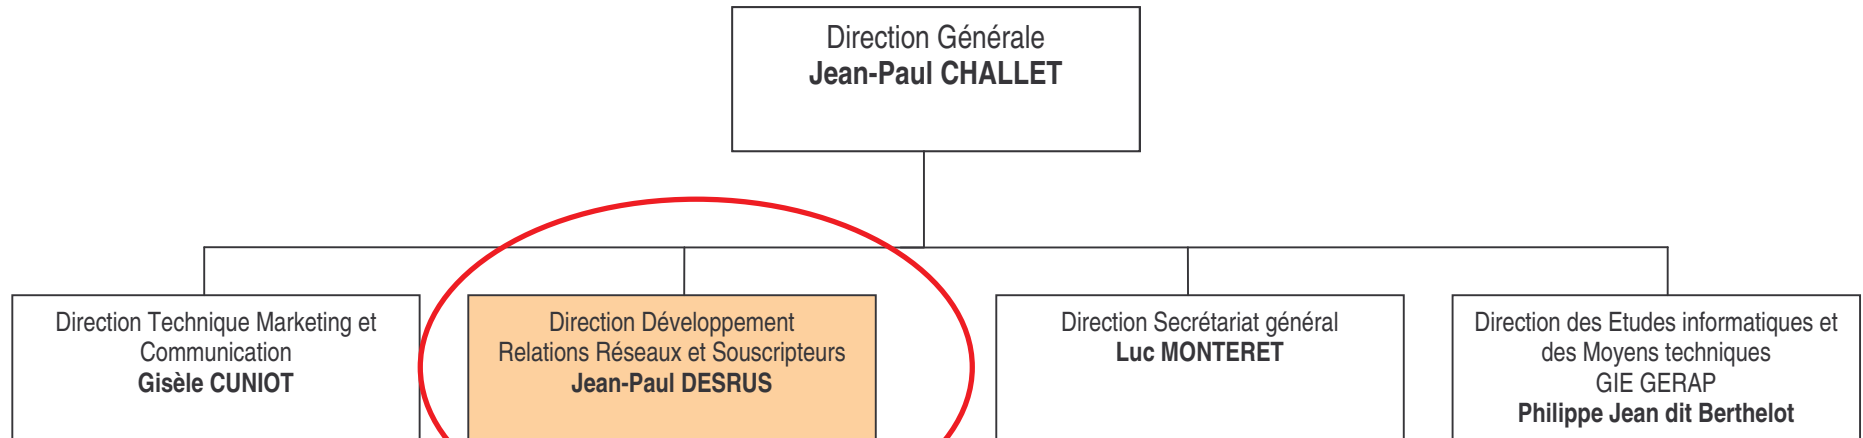 Direction Générale
Jean-Paul CHALLET
Direction Technique Marketing et
Communication
Gisèle CUNIOT
Direction Développement
Relations Réseaux et Souscripteurs
Jean-Paul DESRUS
Direction Secrétariat général
Luc MONTERET
Direction des Etudes informatiques et
des Moyens techniques
GIE GERAP
Philippe Jean dit Berthelot